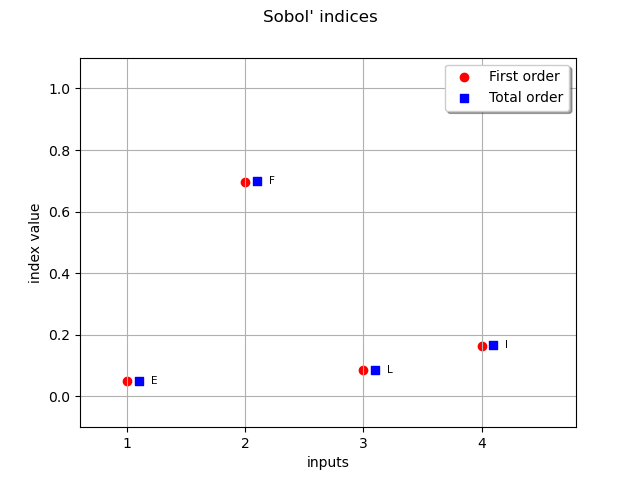 Sobol' indices
First order
Total order
1.0
0.8
0.6
0.4
0.2
0.0
index value
F
E
L
I
1 2 3 4
inputs